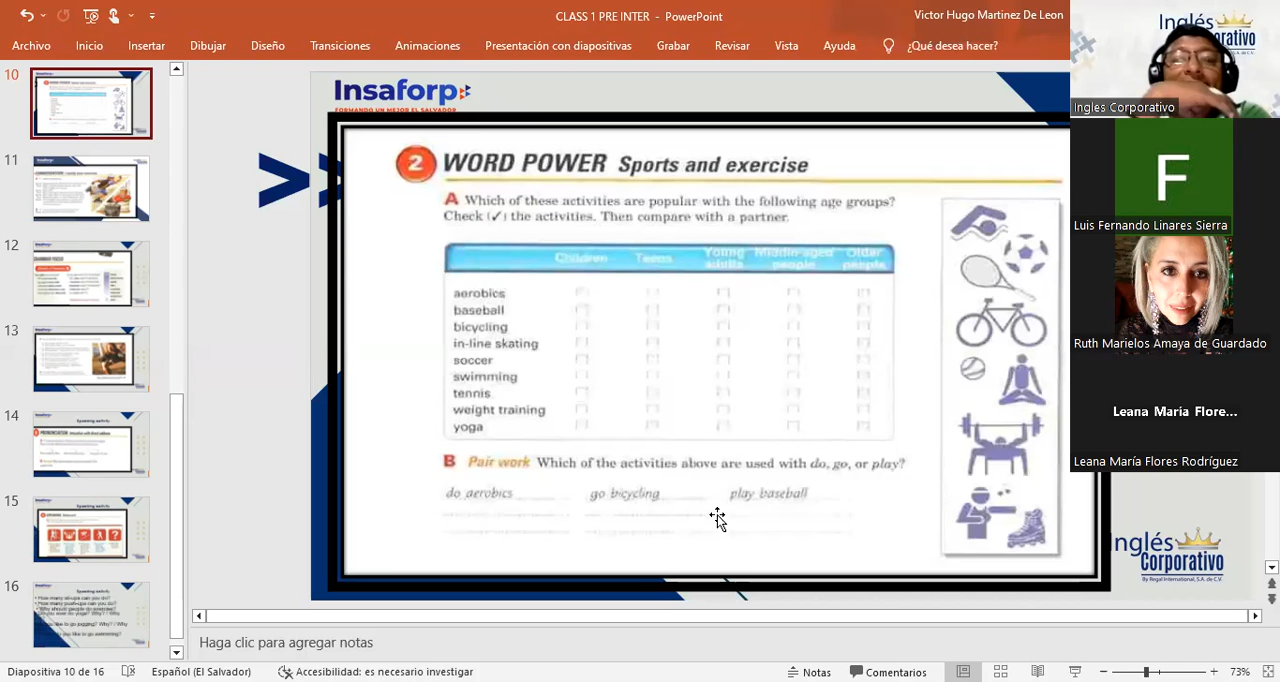 CLASS 1 PRE INTER - PowerPoint
Victor Hugo Martinez De Leon
Archivo Inicio Insertar Dibujar Diseño Transiciones Animaciones Presentación con diapositivas Grabar Revisar Vista Ayuda ¿Qué desea hacer?
10
11
12
13
14
15
16
Insaforp
FORMANDO UN MEJOR EL SALVADOR
2 WORD POWER Sports and exercise
A Which of these activities are popular with the following age groups?
Check (✓) the activities. Then compare with a partner.
Children Teens Young adults Middle-aged people Older people
aerobics
baseball
bicycling
in-line skating
soccer
swimming
tennis
weight training
yoga
B Pair work Which of the activities above are used with do, go, or play?
do aerobics go bicycling play baseball
Inglés
Corporativo
By Regal International, S.A. de C.V.
Inglés
Ingles Corporativo
Luis Fernando Linares Sierra
F
Ruth Marielos Amaya de Guardado
Leana María Flore...
Leana María Flores Rodríguez
Haga clic para agregar notas
Diapositiva 10 de 16 Español (El Salvador) Accesibilidad: es necesario investigar Notas Comentarios 73%